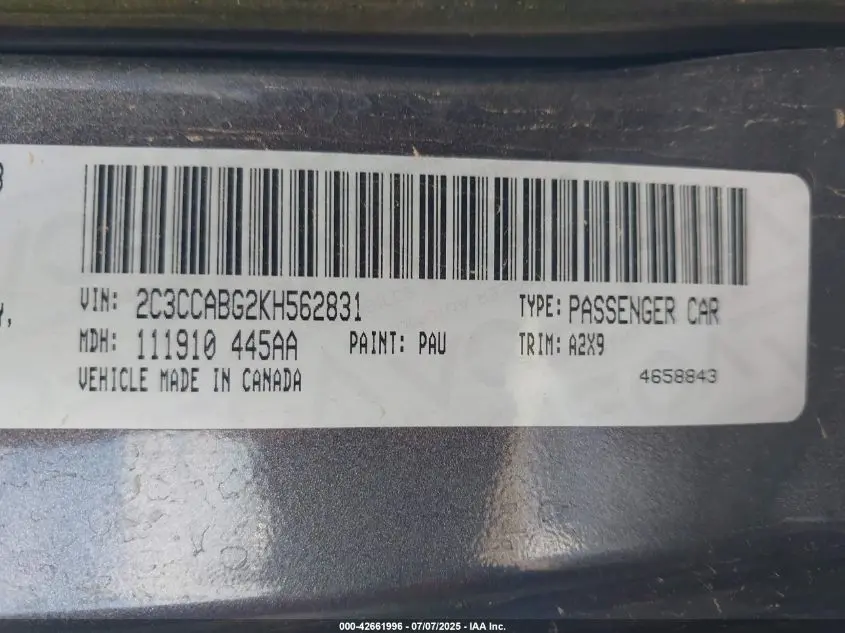 VIN: 2C3CCABG2KH562831 TYPE: PASSENGER CAR
MDH: 111910 445AA PAINT: PAU TRIM: A2X9
VEHICLE MADE IN CANADA 4658843
000-42661996 - 07/07/2025 - IAA Inc.